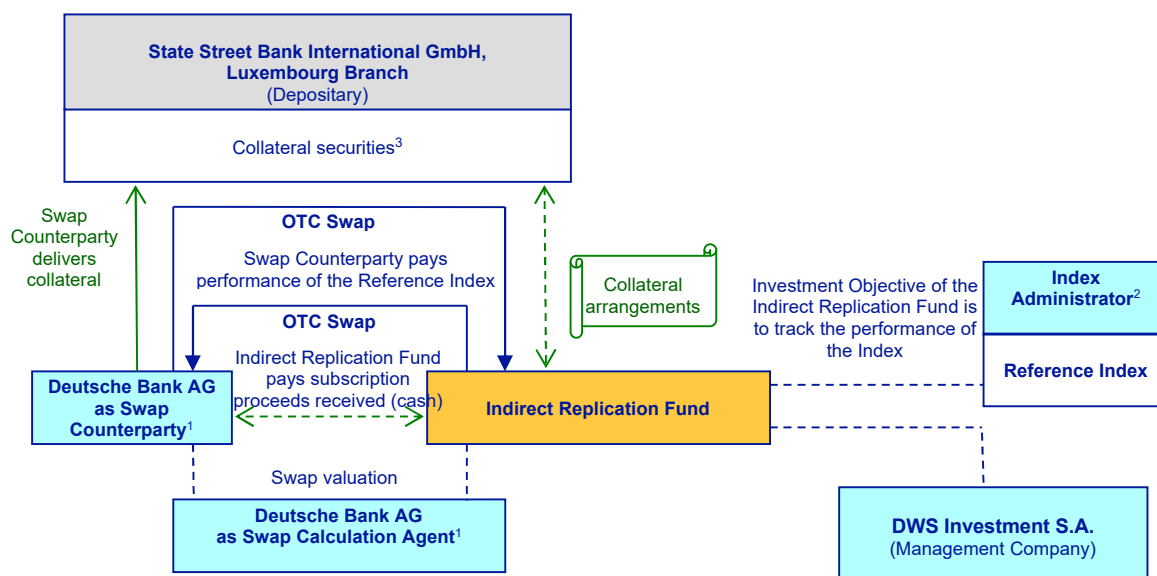 State Street Bank International GmbH,
Luxembourg Branch
(Depositary)
Collateral securities³
Swap
Counterparty
delivers
collateral
OTC Swap
Swap Counterparty pays
performance of the Reference Index
OTC Swap
Indirect Replication Fund
pays subscription
proceeds received (cash)
Collateral
arrangements
Investment Objective of the
Indirect Replication Fund is
to track the performance of
the Index
Index
Administrator²
Reference Index
Deutsche Bank AG
as Swap
Counterparty¹
Indirect Replication Fund
Swap valuation
Deutsche Bank AG
as Swap Calculation Agent¹
DWS Investment S.A.
(Management Company)